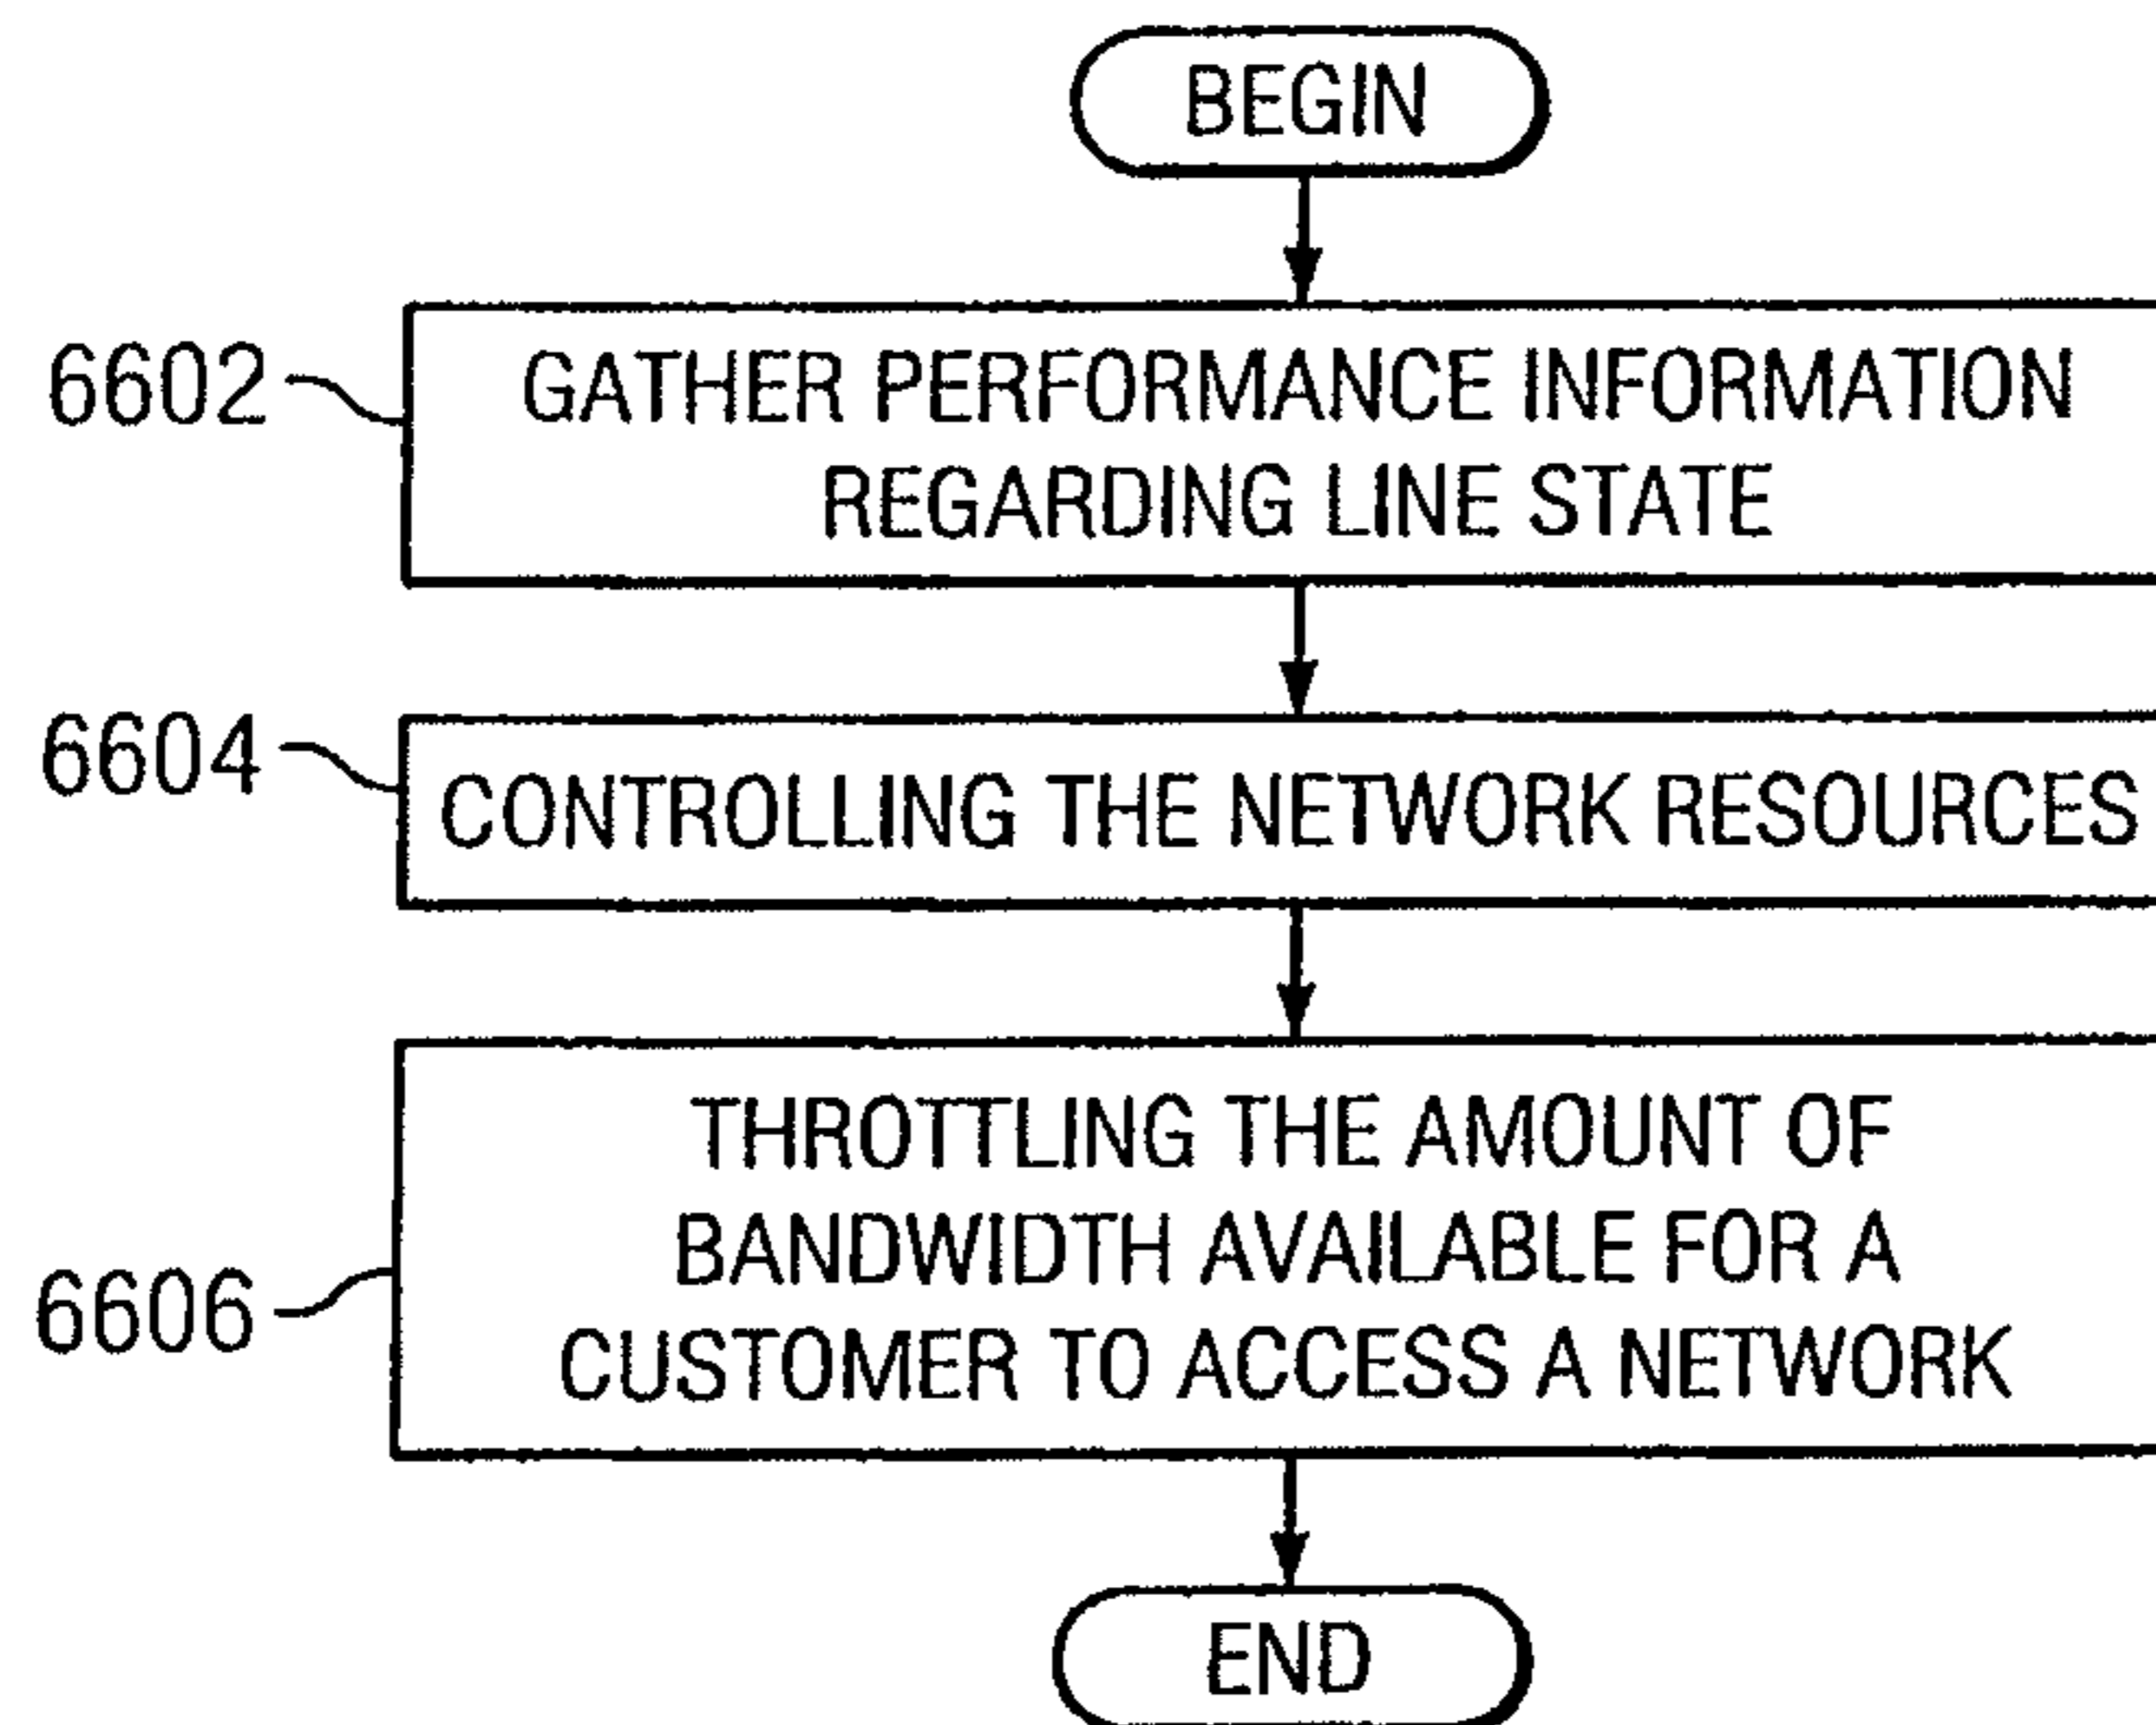 BEGIN
6602
GATHER PERFORMANCE INFORMATION
REGARDING LINE STATE
6604
CONTROLLING THE NETWORK RESOURCES
THROTTLING THE AMOUNT OF
BANDWIDTH AVAILABLE FOR A
6606
CUSTOMER TO ACCESS A NETWORK
END